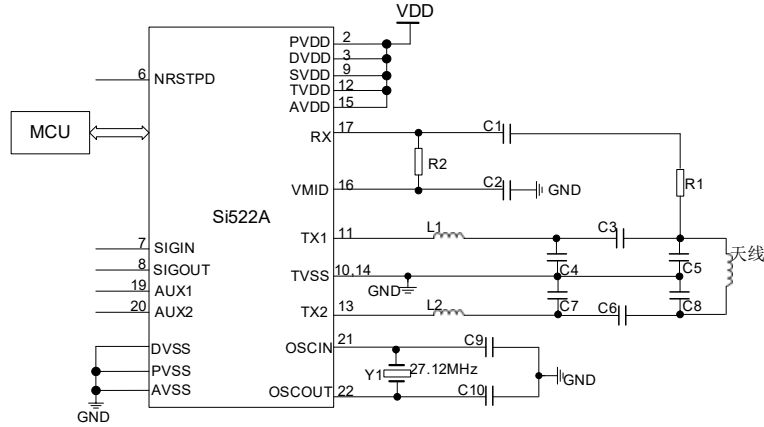 VDD
PVDD 2
DVDD 3
SVDD 9
TVDD 12
AVDD 15
6 NRSTPD
MCU
RX 17
C1
R2
VMID 16
C2
GND
R1
Si522A
TX1 11
L1
C3
天线
7 SIGIN
8 SIGOUT
TVSS 10,14
GND
C4
C5
19 AUX1
20 AUX2
TX2 13
L2
C7
C6
C8
OSCIN 21
C9
DVSS
PVSS
AVSS
GND
Y1
27.12MHz
GND
OSCOUT 22
C10